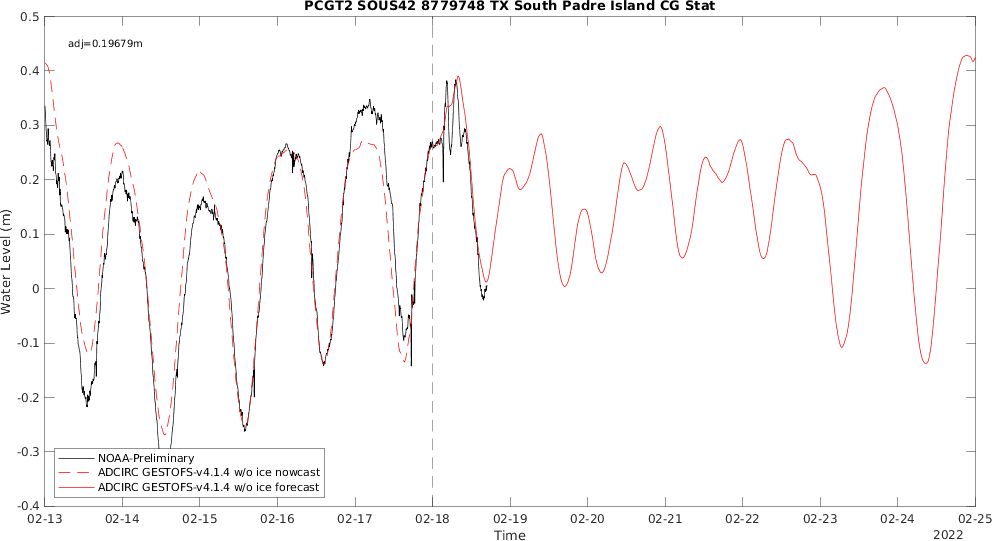 PCGT2 SOUS42 8779748 TX South Padre Island CG Stat
adj=0.19679m
Water Level (m)
0.5
0.4
0.3
0.2
0.1
0
-0.1
-0.2
-0.3
-0.4
NOAA-Preliminary
ADCIRC GESTOFS-v4.1.4 w/o ice nowcast
ADCIRC GESTOFS-v4.1.4 w/o ice forecast
02-13 02-14 02-15 02-16 02-17 02-18 02-19 02-20 02-21 02-22 02-23 02-24 02-25
Time
2022